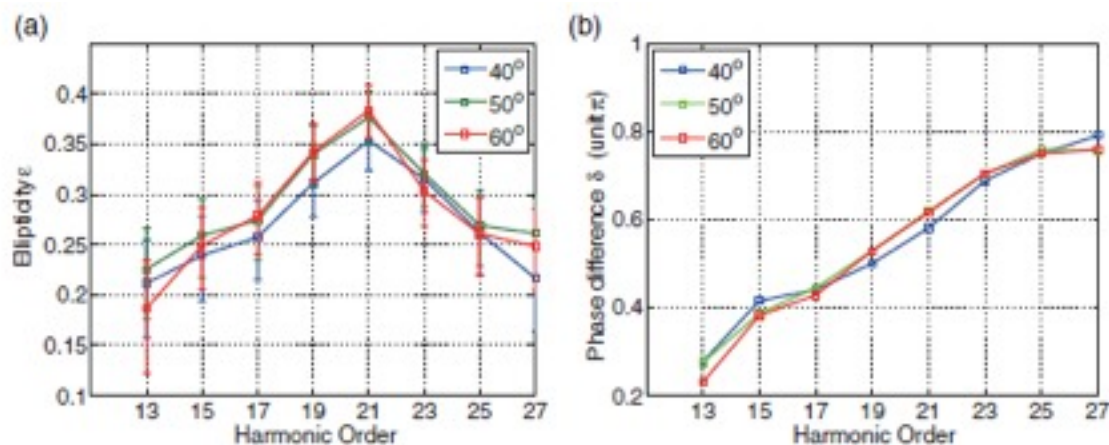 (a)
Ellipticity ε
0.4
0.35
0.3
0.25
0.2
0.15
0.1
13 15 17 19 21 23 25 27
Harmonic Order
40°
50°
60°
(b)
Phase difference δ (unit π)
1
0.8
0.6
0.4
0.2
13 15 17 19 21 23 25 27
Harmonic Order
40°
50°
60°